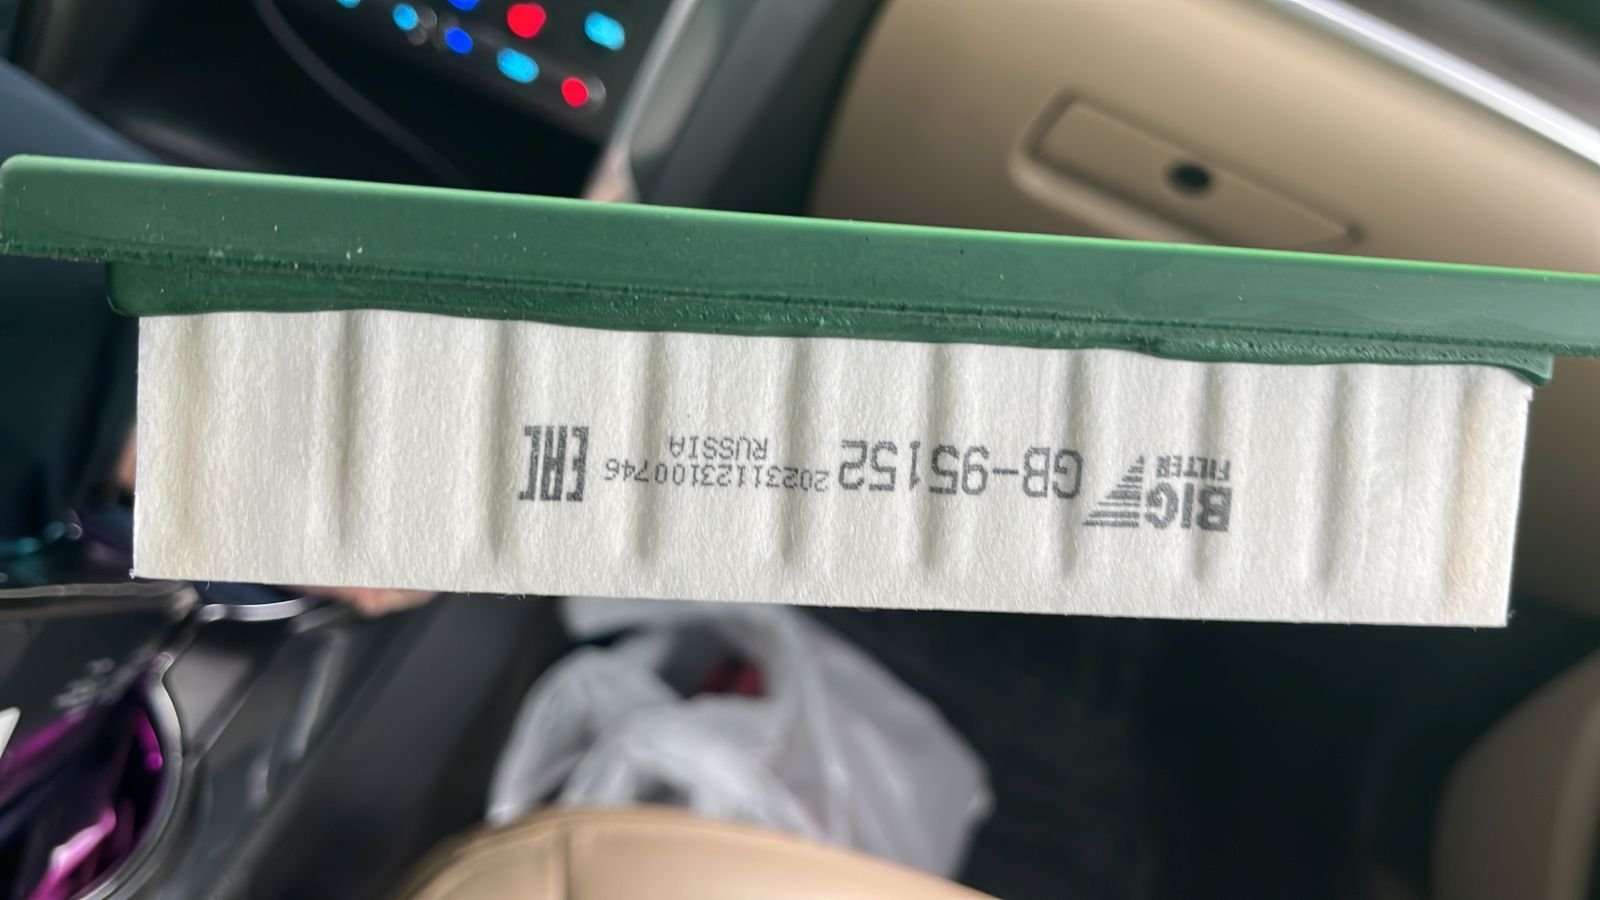 BIG
FILTER
GB-95152
20231123100746
RUSSIA
EAC